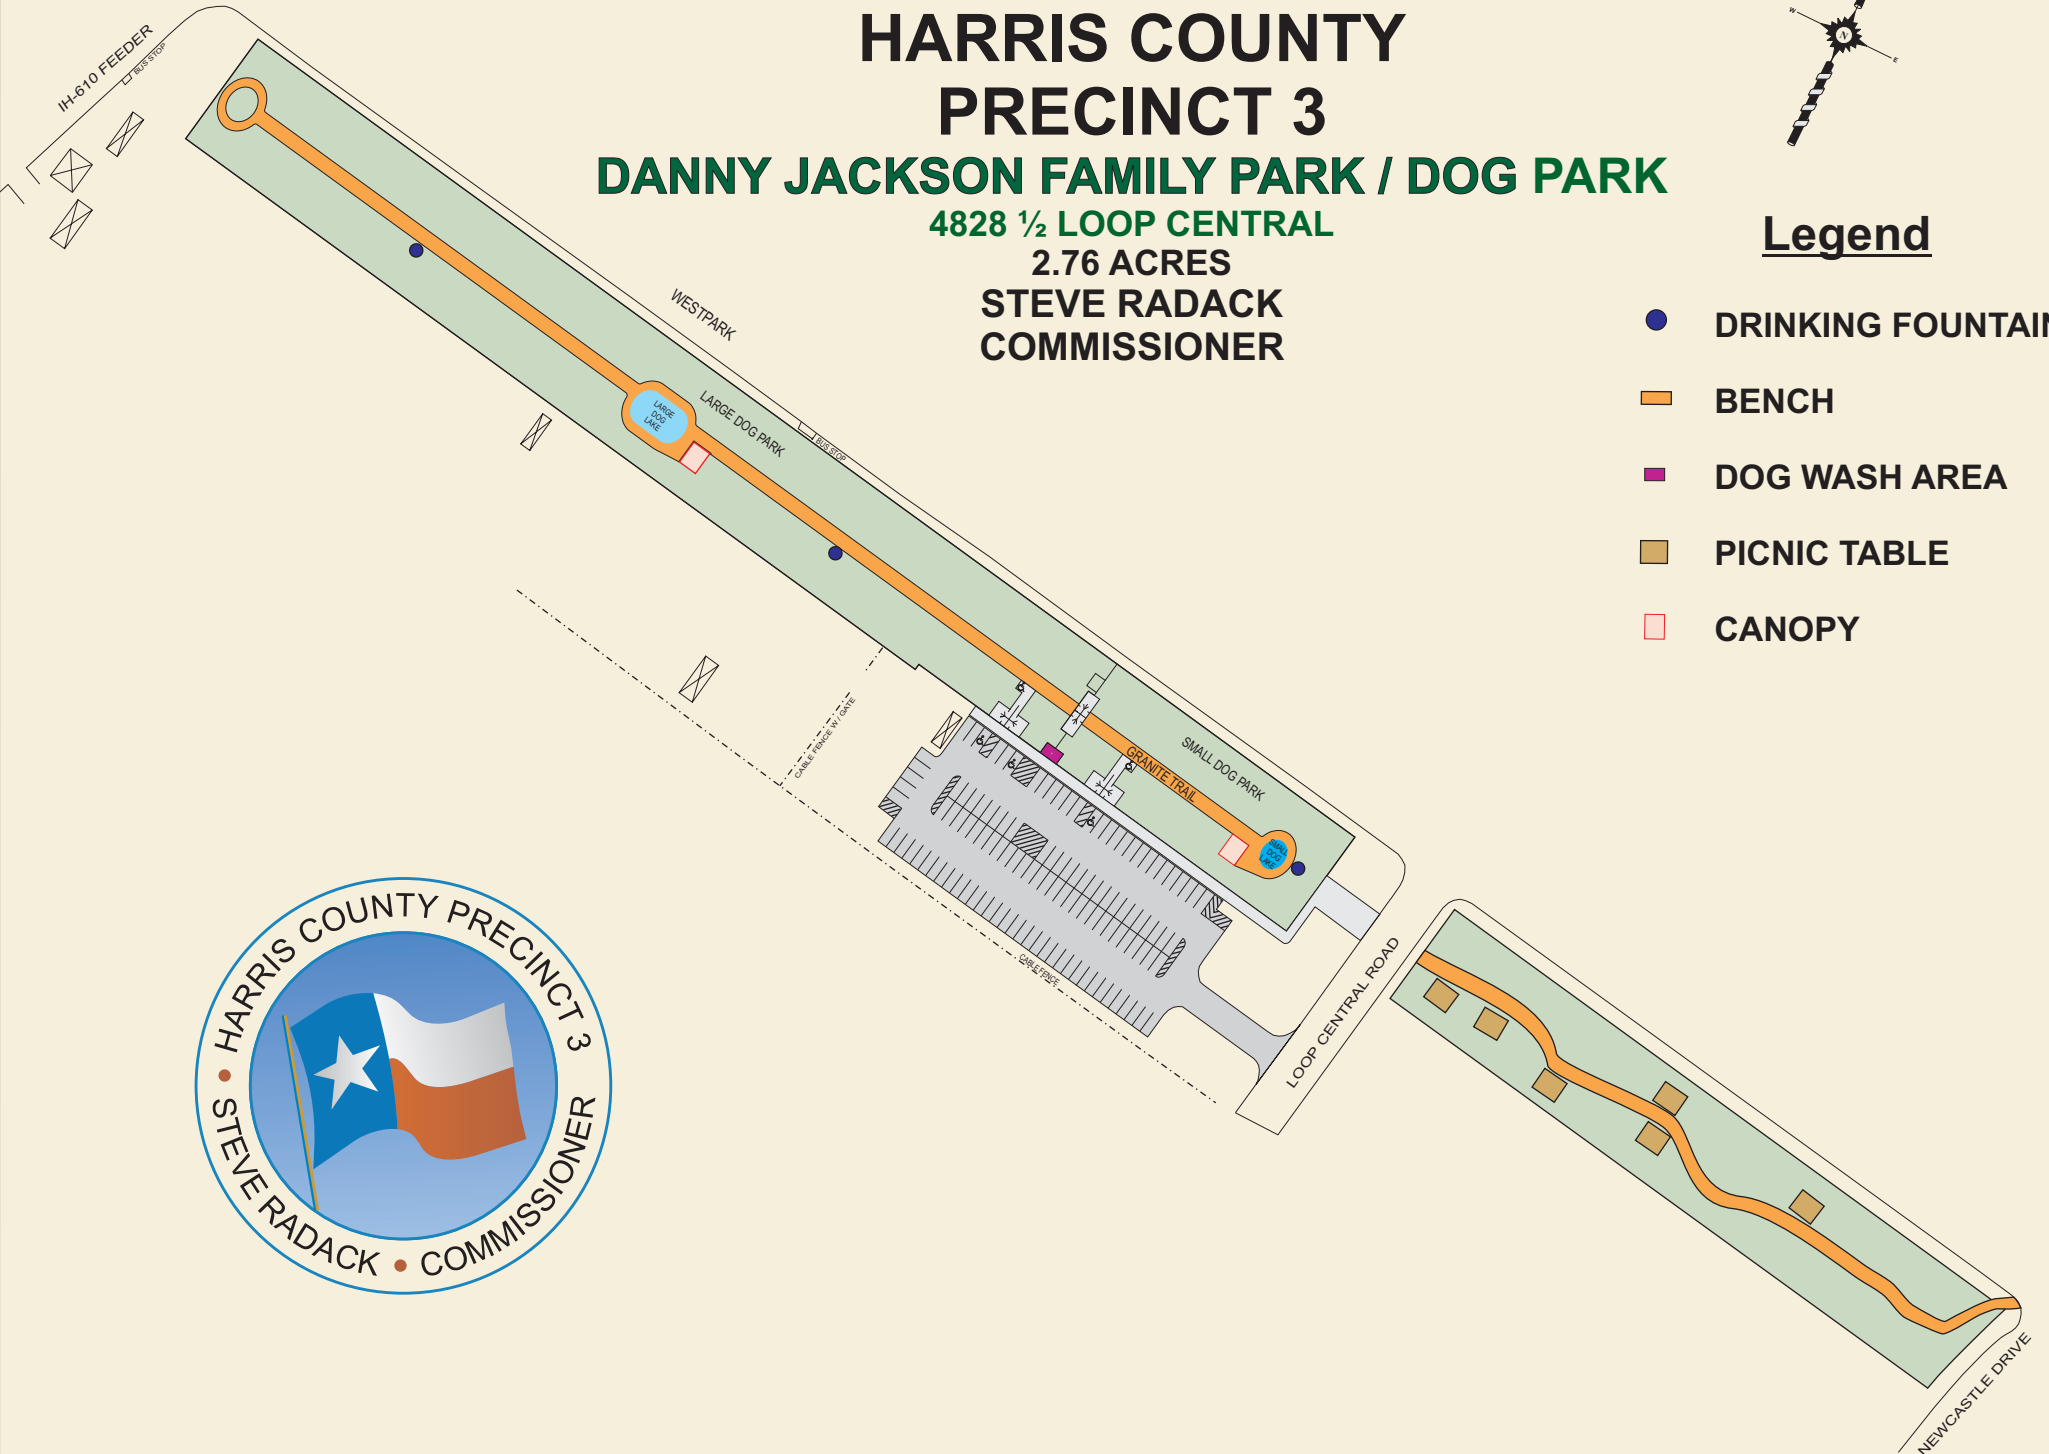 HARRIS COUNTY
PRECINCT 3
DANNY JACKSON FAMILY PARK / DOG PARK
4828 ½ LOOP CENTRAL
2.76 ACRES
STEVE RADACK
COMMISSIONER
W
N
E
Legend
DRINKING FOUNTAIN
BENCH
DOG WASH AREA
PICNIC TABLE
CANOPY
IH-610 FEEDER
BUS STOP
WESTPARK
LARGE DOG PARK
LARGE
DOG
LAKE
BUS STOP
CABLE FENCE W / GATE
GRANITE TRAIL
SMALL DOG PARK
SMALL
DOG
LAKE
CABLE FENCE
LOOP CENTRAL ROAD
NEWCASTLE DRIVE
HARRIS COUNTY PRECINCT 3
STEVE RADACK • COMMISSIONER